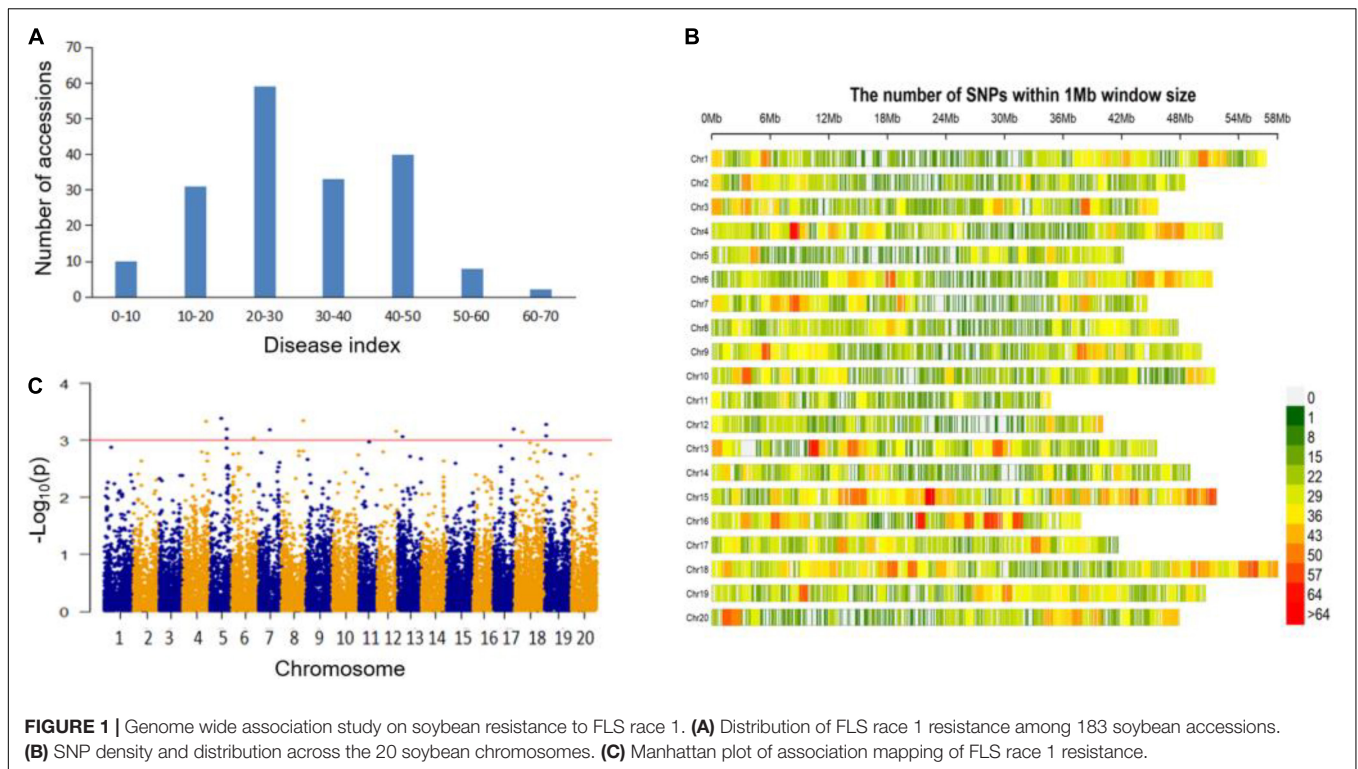 A
70
60
50
40
30
20
10
0
Number of accessions
0-10 10-20 20-30 30-40 40-50 50-60 60-70
Disease index
B
The number of SNPs within 1Mb window size
0Mb 6Mb 12Mb 18Mb 24Mb 30Mb 36Mb 42Mb 48Mb 54Mb 58Mb
Chr1
Chr2
Chr3
Chr4
Chr5
Chr6
Chr7
Chr8
Chr9
Chr10
Chr11
Chr12
Chr13
Chr14
Chr15
Chr16
Chr17
Chr18
Chr19
Chr20
0
1
8
15
22
29
36
43
50
57
64
>64
C
4
3
2
1
0
-Log10(p)
1 2 3 4 5 6 7 8 9 10 11 12 13 14 15 16 17 18 19 20
Chromosome
FIGURE 1 | Genome wide association study on soybean resistance to FLS race 1. (A) Distribution of FLS race 1 resistance among 183 soybean accessions.
(B) SNP density and distribution across the 20 soybean chromosomes. (C) Manhattan plot of association mapping of FLS race 1 resistance.